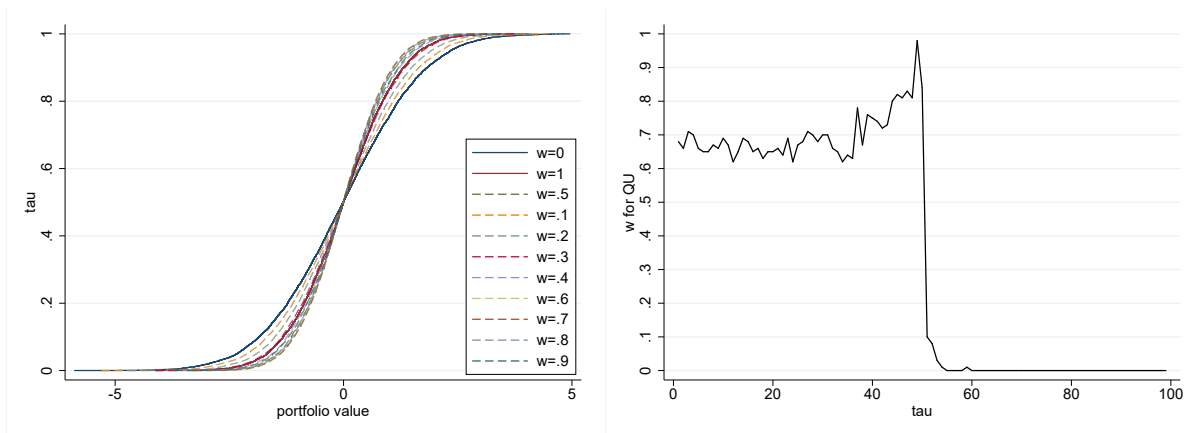 1
.8
.6
.4
.2
0
tau
-5
0
5
portfolio value
w=0
w=1
w=.5
w=.1
w=.2
w=.3
w=.4
w=.6
w=.7
w=.8
w=.9
1
.9
.8
.7
.6
.5
.4
.3
.2
.1
0
w for QU
0
20
40
60
80
100
tau